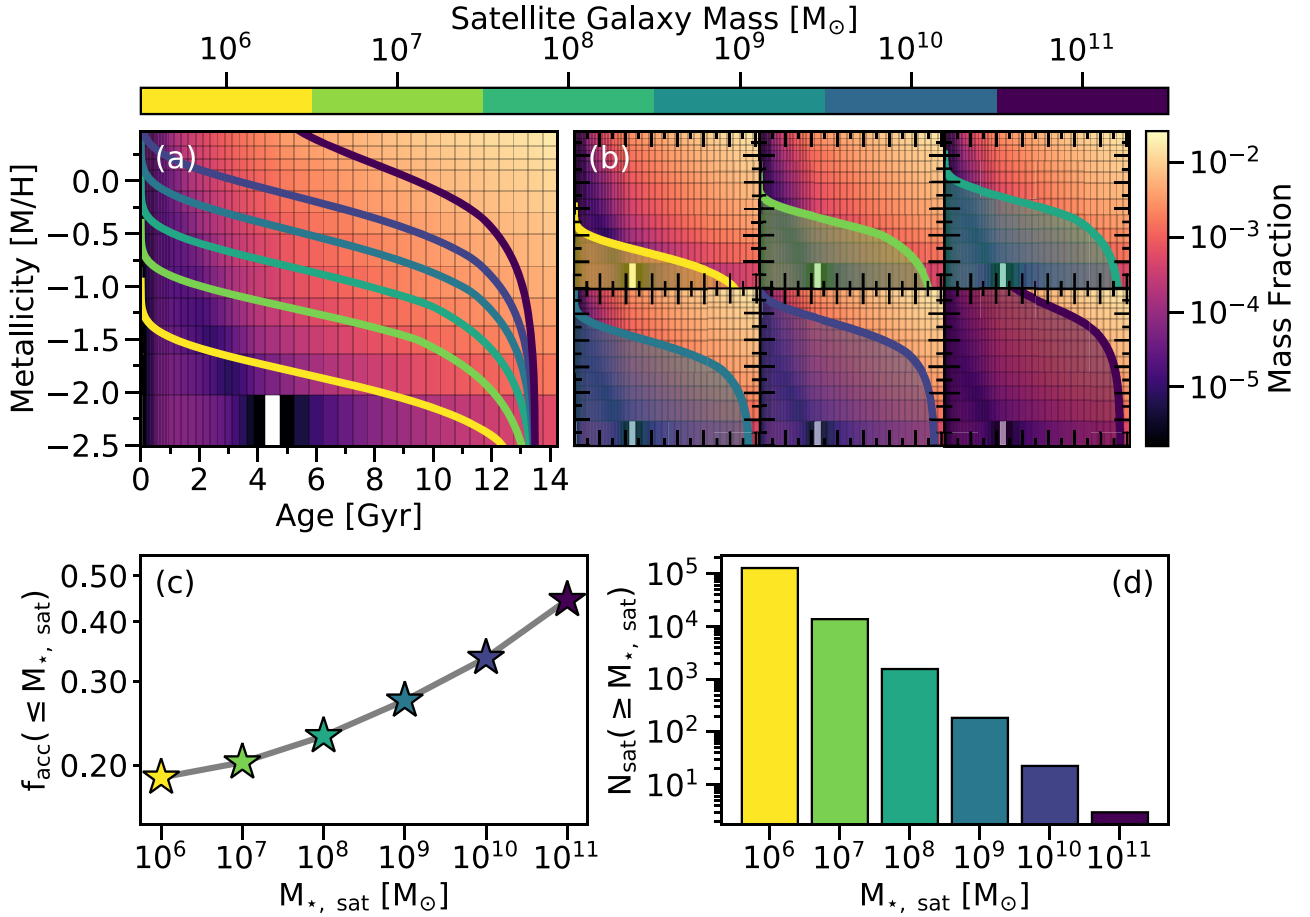 Satellite Galaxy Mass [M⊙]
10⁶ 10⁷ 10⁸ 10⁹ 10¹⁰ 10¹¹
(a)
(b)
Metallicity [M/H]
0.0
−0.5
−1.0
−1.5
−2.0
−2.5
0 2 4 6 8 10 12 14
Age [Gyr]
10⁻²
10⁻³
10⁻⁴
10⁻⁵
Mass Fraction
(c)
f_acc(≤ M⋆, sat)
0.50
0.40
0.30
0.20
10⁶ 10⁷ 10⁸ 10⁹ 10¹⁰ 10¹¹
M⋆, sat [M⊙]
(d)
N_sat(≥ M⋆, sat)
10⁵
10⁴
10³
10²
10¹
10⁶ 10⁷ 10⁸ 10⁹ 10¹⁰ 10¹¹
M⋆, sat [M⊙]